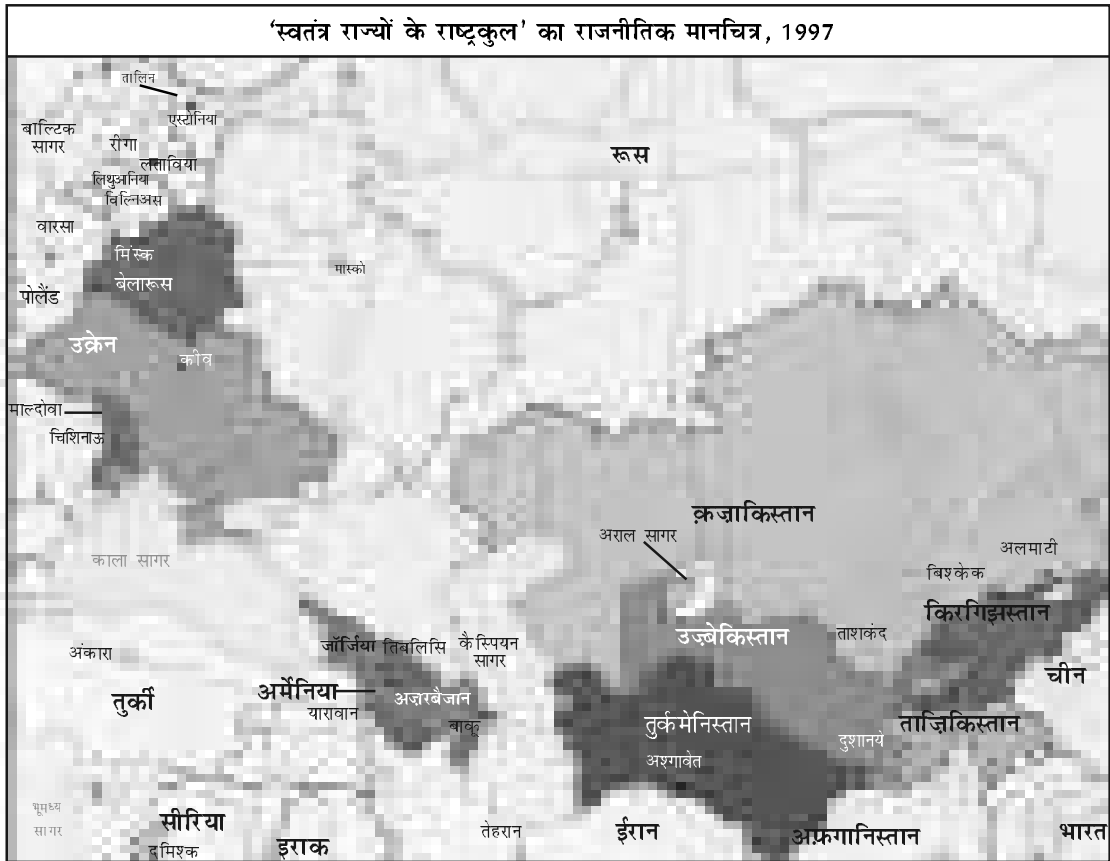 ‘स्वतंत्र राज्यों के राष्ट्रकुल’ का राजनीतिक मानचित्र, 1997
तालिन
एस्टोनिया
बाल्टिक
सागर
रीगा
लताविया
लिथुआनिया
विल्निअस
रूस
वारसा
मिंस्क
बेलारूस
मास्को
पोलैंड
उक्रेन
कीव
माल्दोवा
चिशिनाऊ
क़ज़ाकिस्तान
अराल सागर
अलमाटी
काला सागर
बिश्केक
किरगिझस्तान
जॉर्जिया तिबलिसि
कैस्पियन
सागर
उज़्बेकिस्तान
ताशकंद
अंकारा
चीन
तुर्की
अर्मेनिया
यारावान
अज़रबैजान
बाकू
तुर्कमेनिस्तान
अश्गावेत
ताज़िकिस्तान
दुशानये
भूमध्य
सागर
सीरिया
दमिश्क
इराक
तेहरान
ईरान
अफ़गानिस्तान
भारत